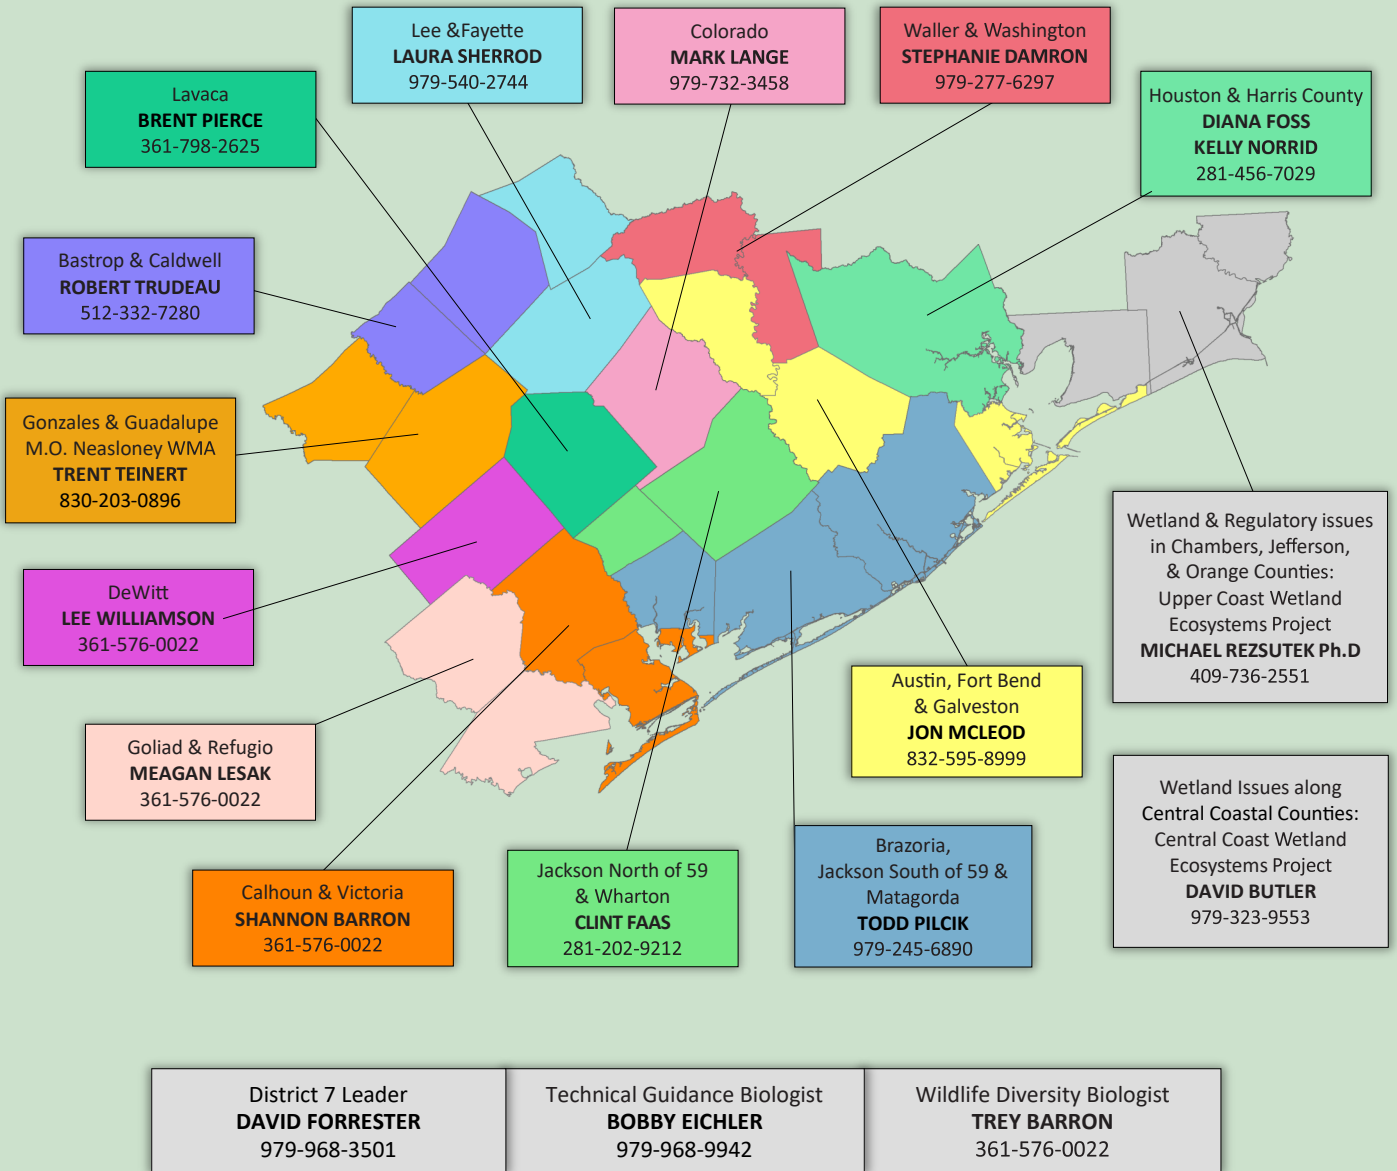 Lee &Fayette
LAURA SHERROD
979-540-2744
Colorado
MARK LANGE
979-732-3458
Waller & Washington
STEPHANIE DAMRON
979-277-6297
Lavaca
BRENT PIERCE
361-798-2625
Houston & Harris County
DIANA FOSS
KELLY NORRID
281-456-7029
Bastrop & Caldwell
ROBERT TRUDEAU
512-332-7280
Gonzales & Guadalupe
M.O. Neasloney WMA
TRENT TEINERT
830-203-0896
Wetland & Regulatory issues
in Chambers, Jefferson,
& Orange Counties:
Upper Coast Wetland
Ecosystems Project
MICHAEL REZSUTEK Ph.D
409-736-2551
DeWitt
LEE WILLIAMSON
361-576-0022
Austin, Fort Bend
& Galveston
JON MCLEOD
832-595-8999
Goliad & Refugio
MEAGAN LESAK
361-576-0022
Wetland Issues along
Central Coastal Counties:
Central Coast Wetland
Ecosystems Project
DAVID BUTLER
979-323-9553
Calhoun & Victoria
SHANNON BARRON
361-576-0022
Jackson North of 59
& Wharton
CLINT FAAS
281-202-9212
Brazoria,
Jackson South of 59 &
Matagorda
TODD PILCIK
979-245-6890
District 7 Leader
DAVID FORRESTER
979-968-3501
Technical Guidance Biologist
BOBBY EICHLER
979-968-9942
Wildlife Diversity Biologist
TREY BARRON
361-576-0022